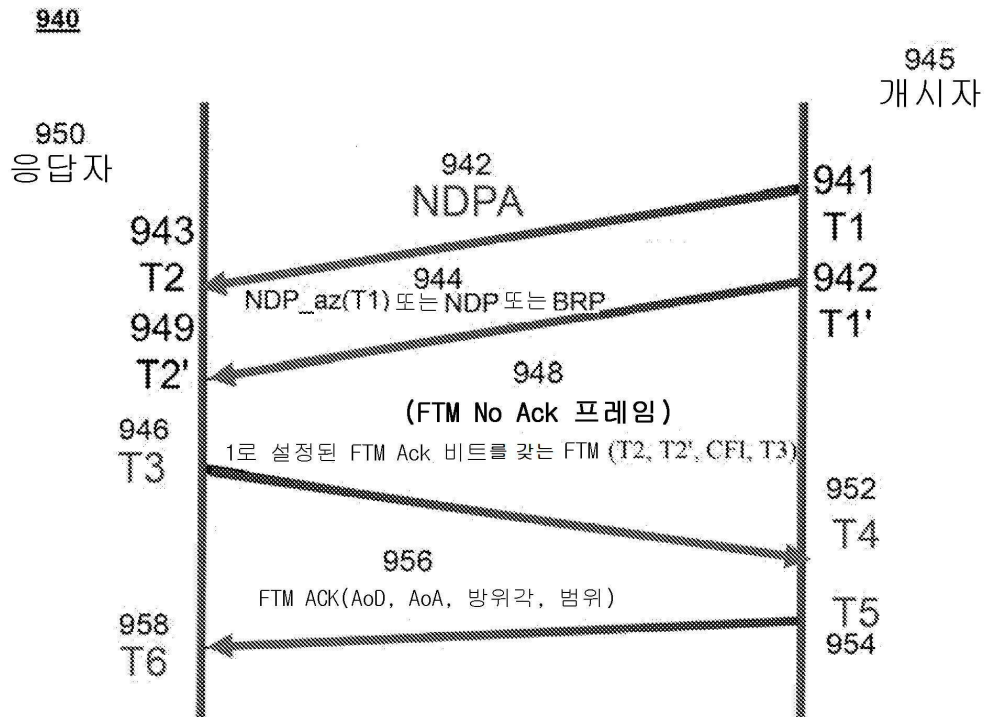 940
945
개시자
950
응답자
942
NDPA
941
T1
943
T2
944
NDP_az(T1) 또는 NDP 또는 BRP
942
T1'
949
T2'
948
(FTM No Ack 프레임)
1로 설정된 FTM Ack 비트를 갖는 FTM (T2, T2', CFI, T3)
946
T3
952
T4
956
FTM ACK(AoD, AoA, 방위각, 범위)
T5
954
958
T6